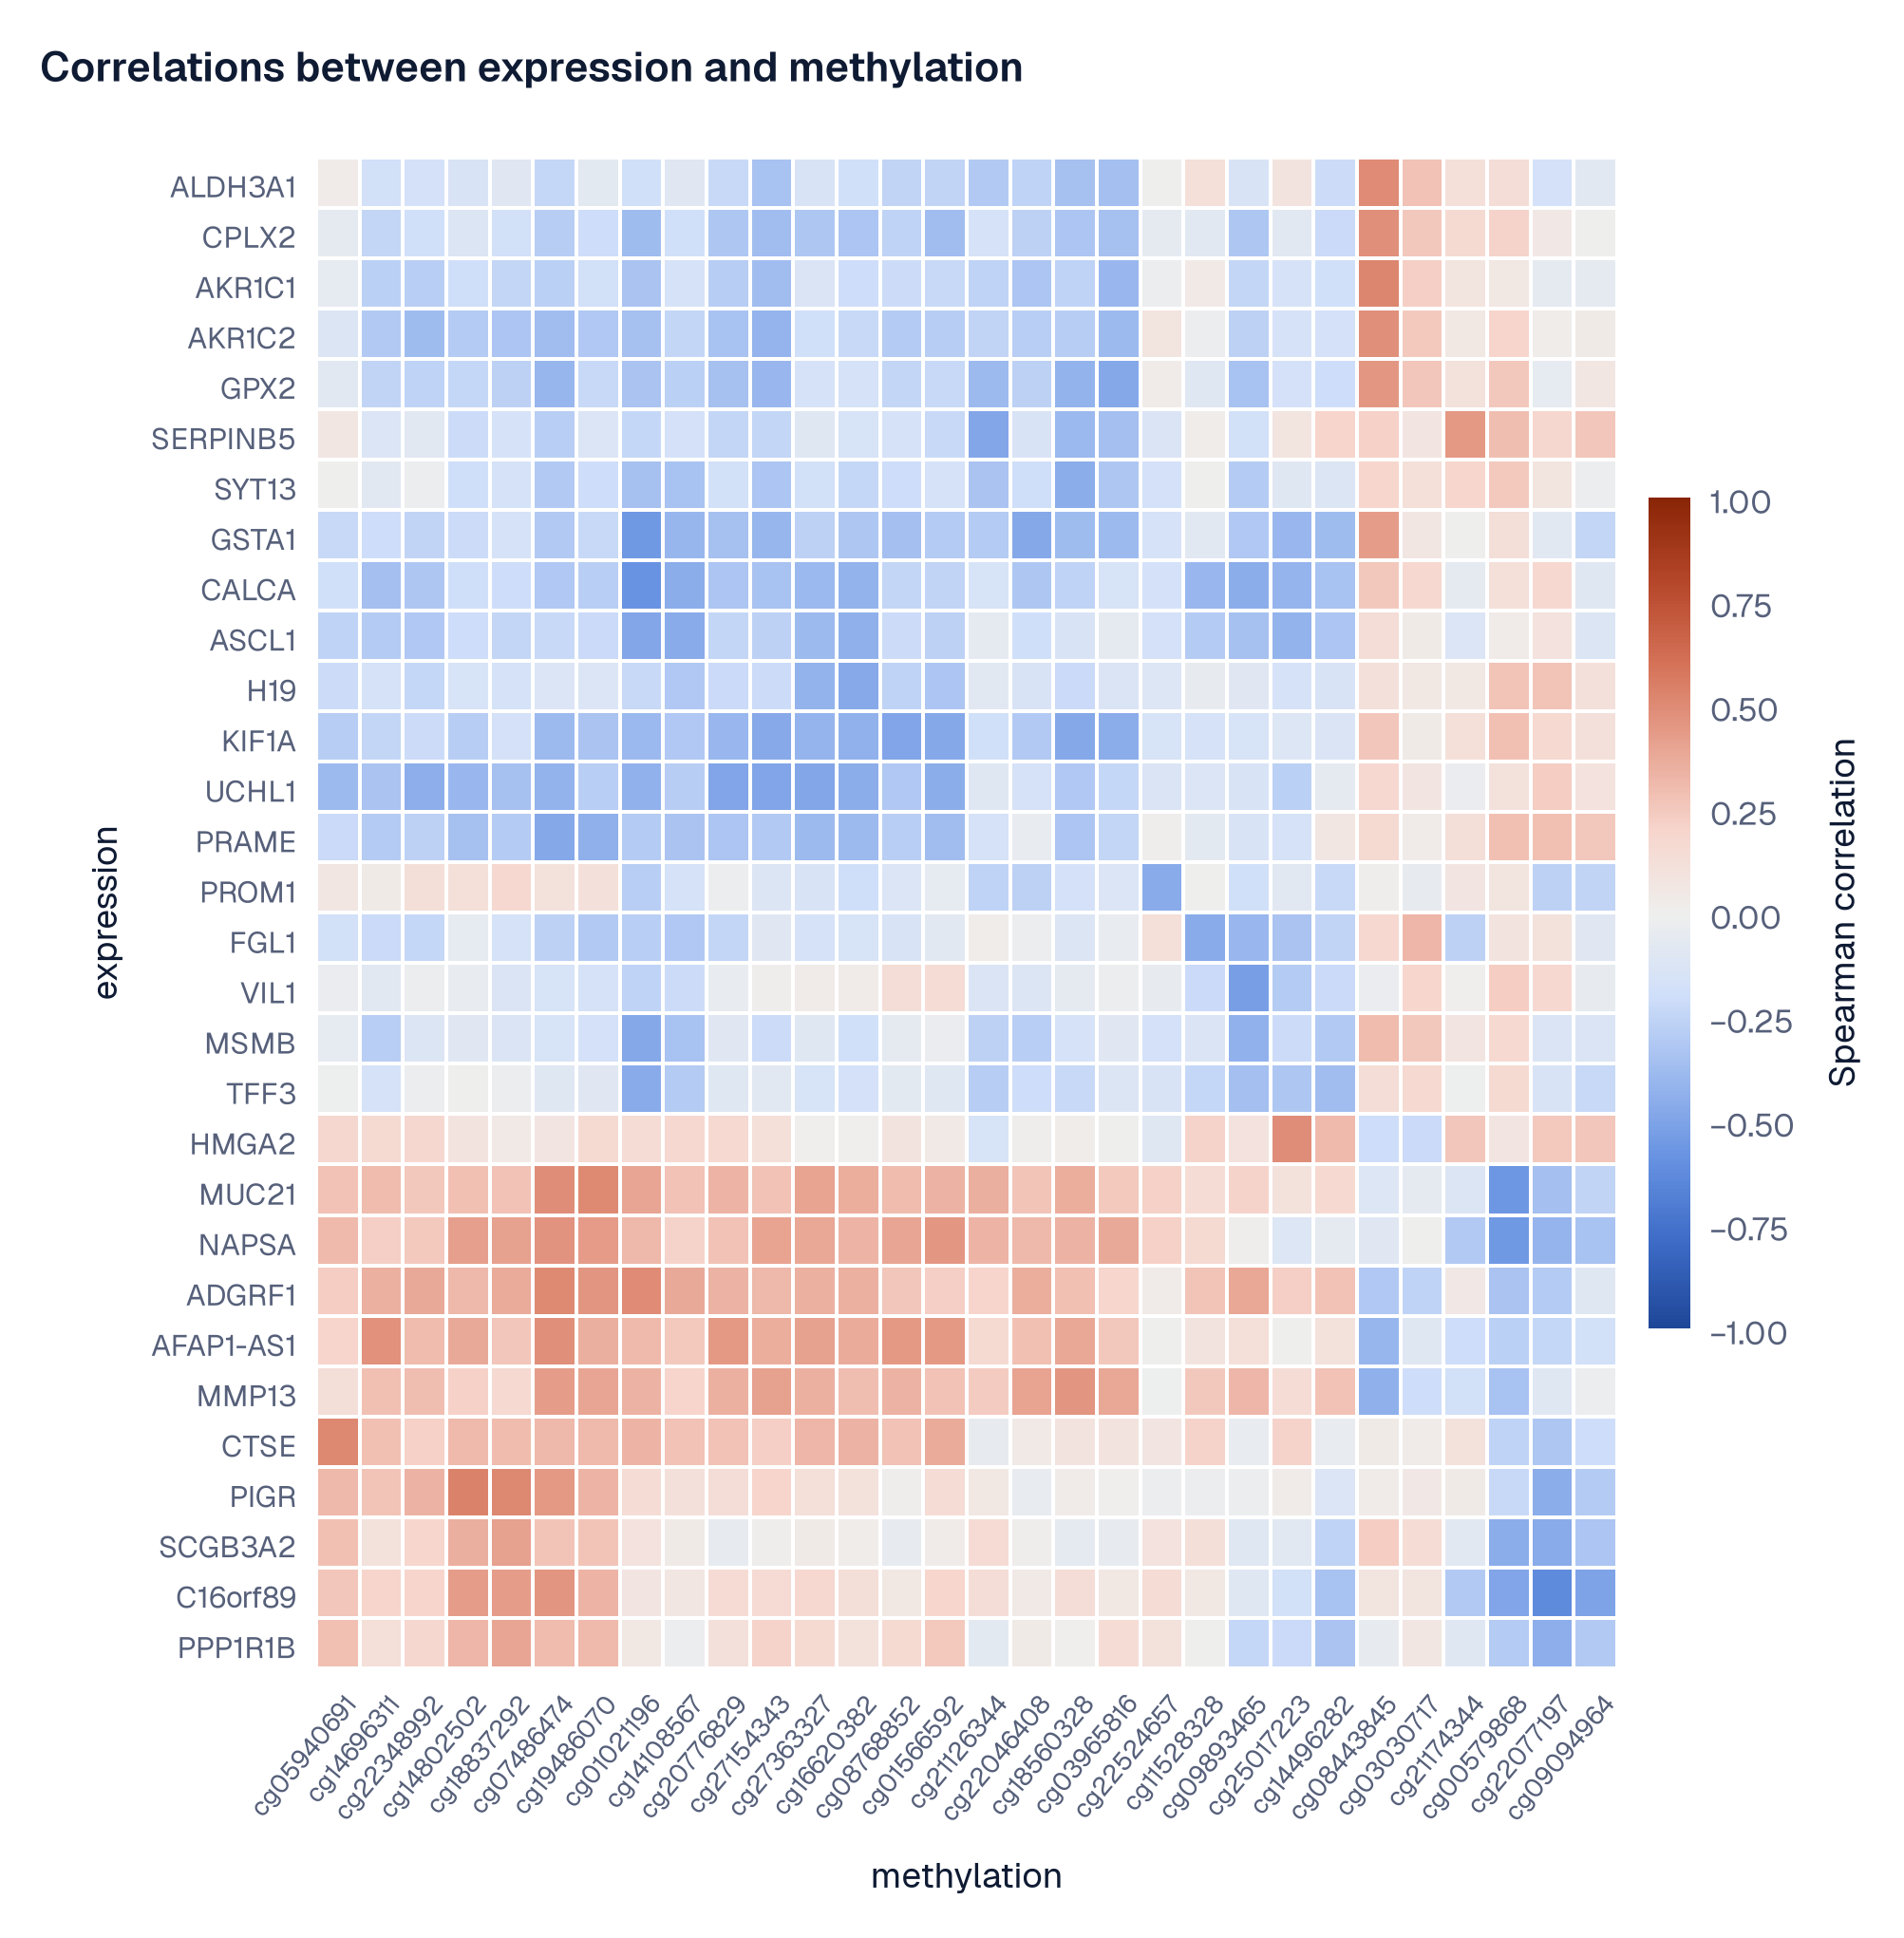 Correlations between expression and methylation
ALDH3A1
CPLX2
AKR1C1
AKR1C2
GPX2
SERPINB5
SYT13
GSTA1
CALCA
ASCL1
H19
KIF1A
UCHL1
PRAME
PROM1
FGL1
VIL1
MSMB
TFF3
HMGA2
MUC21
NAPSA
ADGRF1
AFAP1-AS1
MMP13
CTSE
PIGR
SCGB3A2
C16orf89
PPP1R1B
expression
cg05940691
cg14696311
cg22348992
cg14802502
cg18837292
cg07486474
cg19486070
cg01021196
cg14108567
cg20776829
cg27154343
cg27363327
cg16620382
cg08768852
cg01566592
cg21126344
cg22046408
cg18560328
cg03965816
cg22524657
cg11528328
cg09893465
cg25017223
cg14496282
cg08443845
cg03030717
cg21174344
cg00579868
cg22077197
cg09094964
methylation
1.00
0.75
0.50
0.25
0.00
−0.25
−0.50
−0.75
−1.00
Spearman correlation